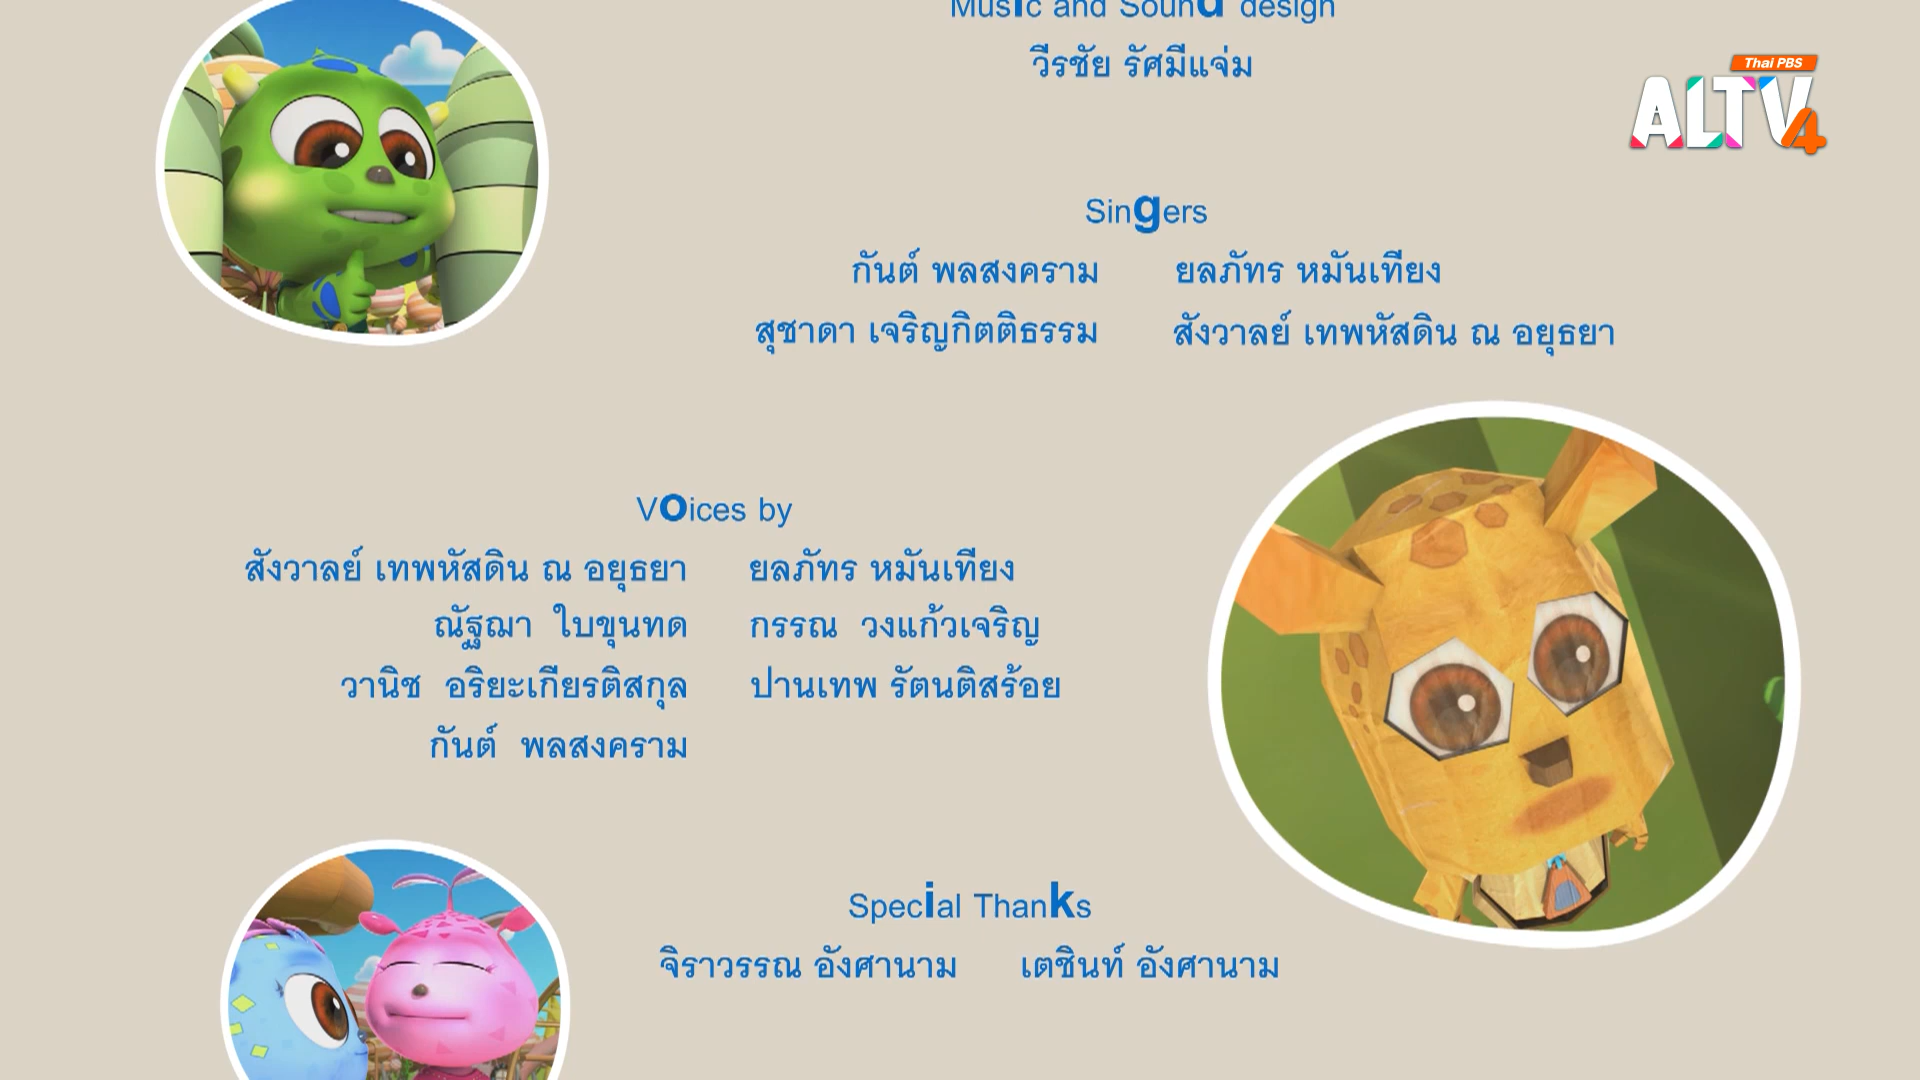 Music and Sound design
วีรชัย รัศมีแจ่ม
Thai PBS
ALTV4
Singers
กันต์ พลสงคราม ยลภัทร หมันเที่ยง
สุชาดา เจริญกิตติธรรม สังวาลย์ เทพหัสดิน ณ อยุธยา
Voices by
สังวาลย์ เทพหัสดิน ณ อยุธยา ยลภัทร หมันเทียง
ณัฐฌา ใบขุนทด กรรณ วงแก้วเจริญ
วานิช อริยะเกียรติสกุล ปานเทพ รัตนติสร้อย
กันต์ พลสงคราม
Special Thanks
จิราวรรณ อังศานาม เตชินท์ อังศานาม